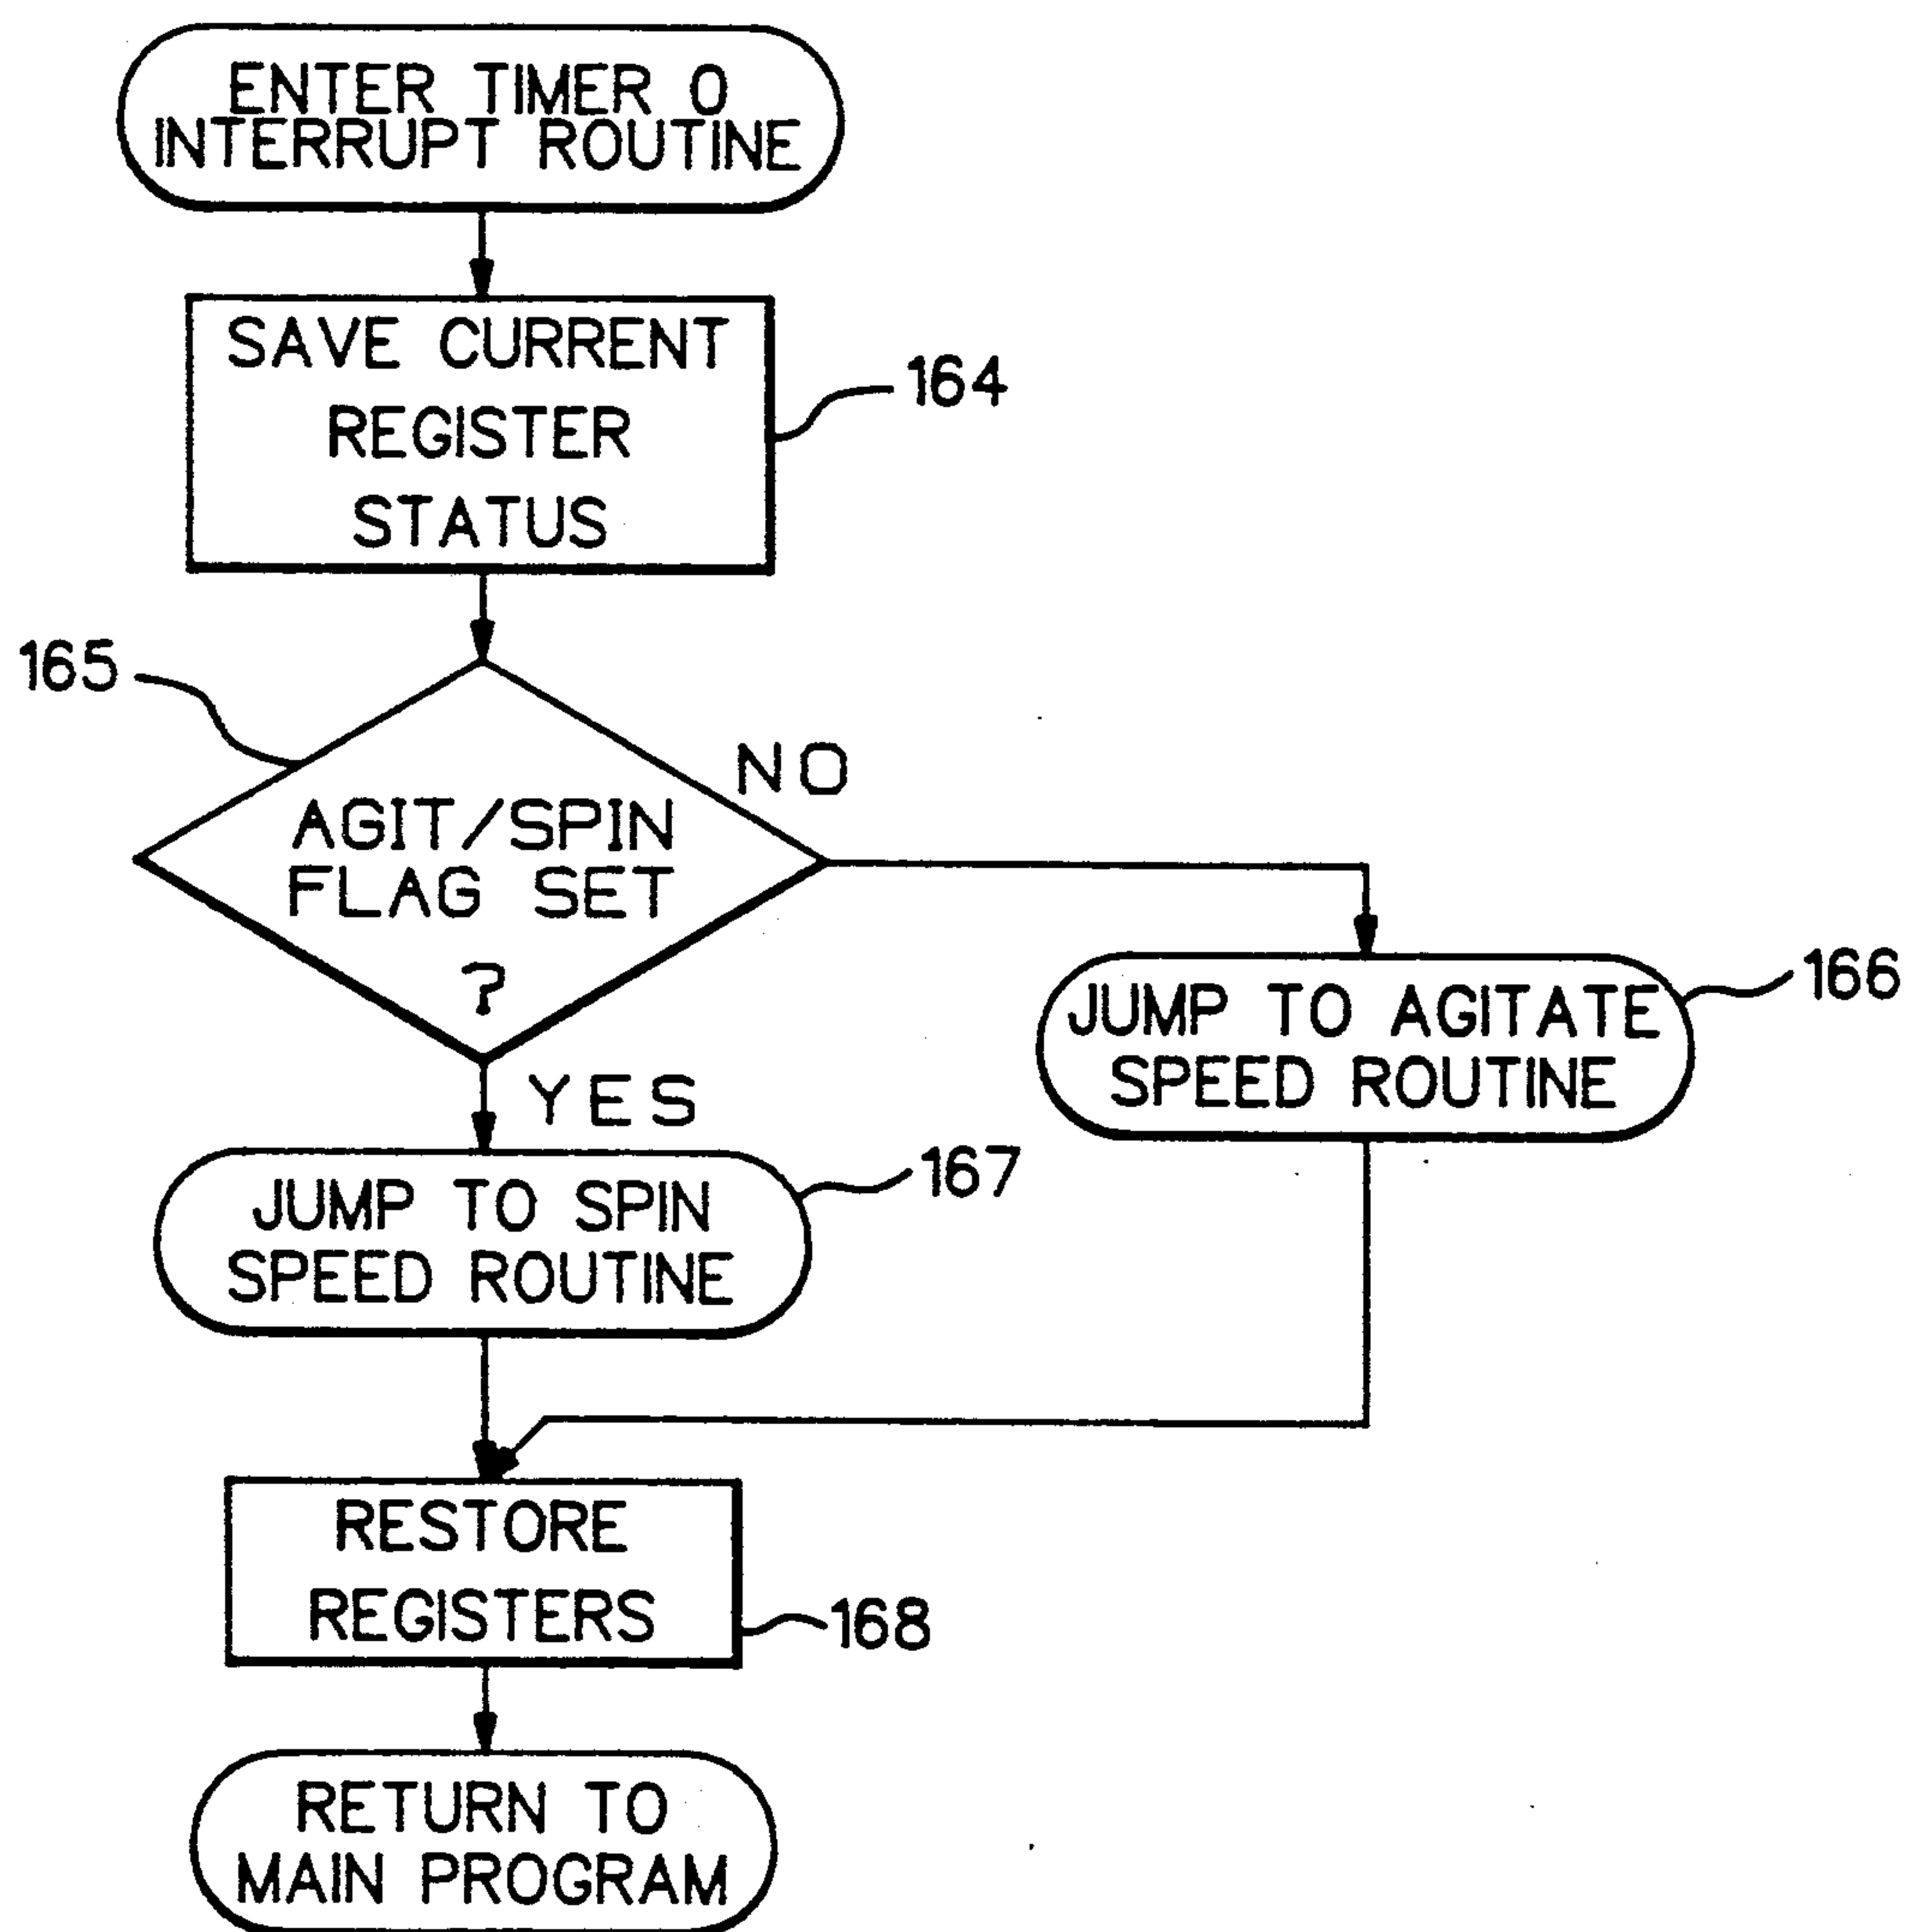 ENTER TIMER 0
INTERRUPT ROUTINE
SAVE CURRENT
REGISTER
STATUS
164
165
NO
AGIT/SPIN
FLAG SET
?
YES
JUMP TO AGITATE
SPEED ROUTINE
166
JUMP TO SPIN
SPEED ROUTINE
167
RESTORE
REGISTERS
168
RETURN TO
MAIN PROGRAM